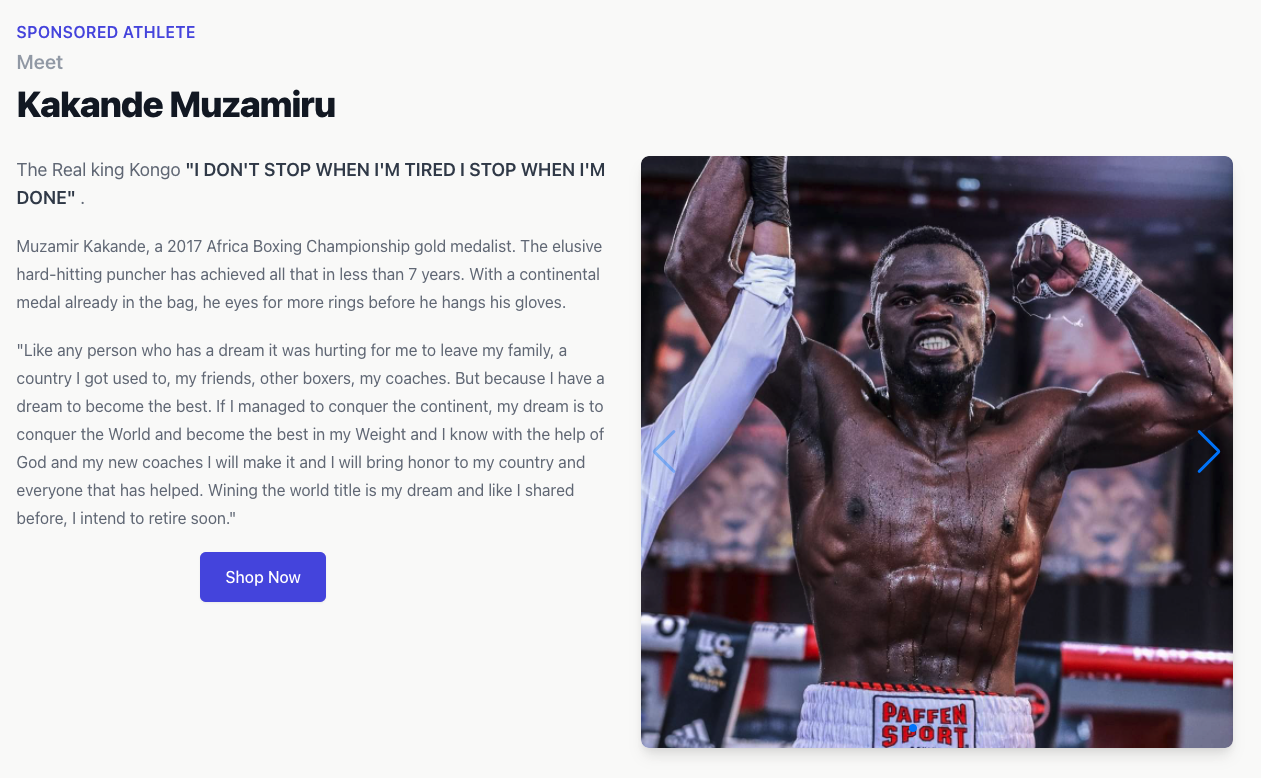 SPONSORED ATHLETE
Meet
Kakande Muzamiru
The Real king Kongo "I DON'T STOP WHEN I'M TIRED I STOP WHEN I'M
DONE" .
Muzamir Kakande, a 2017 Africa Boxing Championship gold medalist. The elusive
hard-hitting puncher has achieved all that in less than 7 years. With a continental
medal already in the bag, he eyes for more rings before he hangs his gloves.
"Like any person who has a dream it was hurting for me to leave my family, a
country I got used to, my friends, other boxers, my coaches. But because I have a
dream to become the best. If I managed to conquer the continent, my dream is to
conquer the World and become the best in my Weight and I know with the help of
God and my new coaches I will make it and I will bring honor to my country and
everyone that has helped. Wining the world title is my dream and like I shared
before, I intend to retire soon."
Shop Now
PAFFEN
SPORT